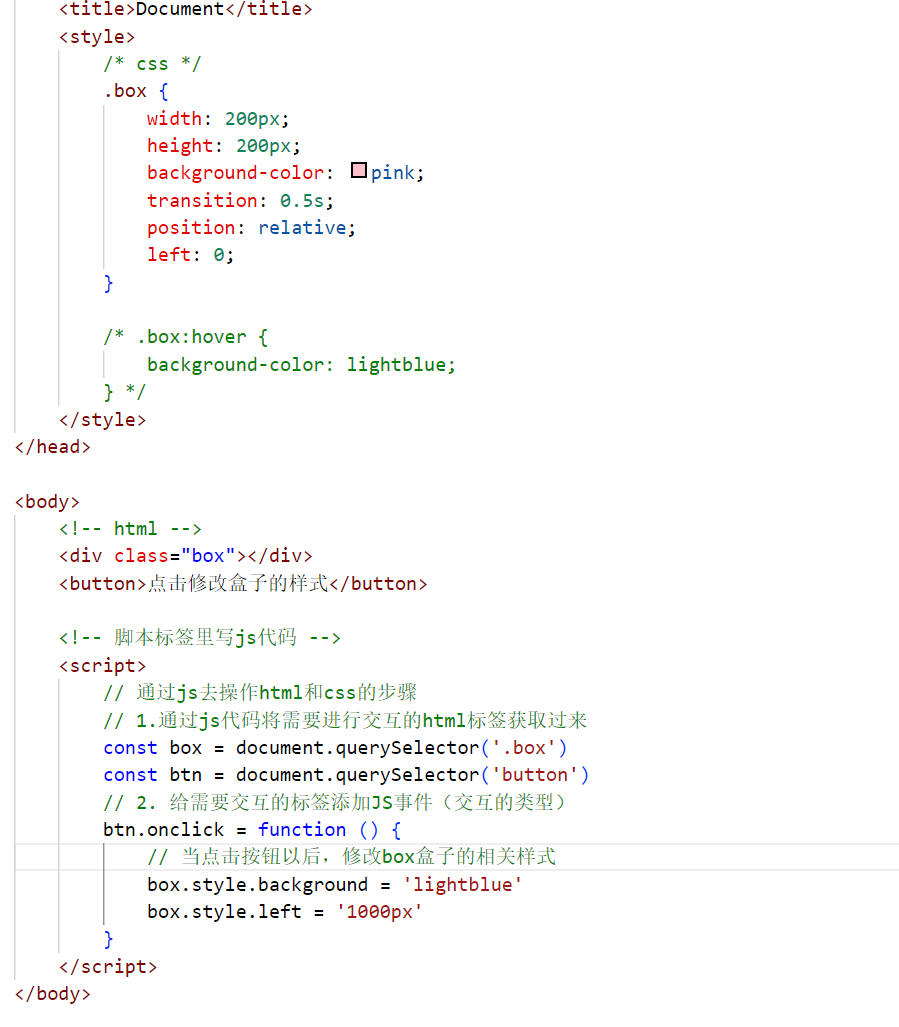 <title>Document</title>
<style>
/* css */
.box {
width: 200px;
height: 200px;
background-color: pink;
transition: 0.5s;
position: relative;
left: 0;
}
/* .box:hover {
background-color: lightblue;
} */
</style>
</head>
<body>
<!-- html -->
<div class="box"></div>
<button>点击修改盒子的样式</button>
<!-- 脚本标签里写js代码 -->
<script>
// 通过js去操作html和css的步骤
// 1.通过js代码将需要进行交互的html标签获取过来
const box = document.querySelector('.box')
const btn = document.querySelector('button')
// 2. 给需要交互的标签添加JS事件（交互的类型）
btn.onclick = function () {
// 当点击按钮以后，修改box盒子的相关样式
box.style.background = 'lightblue'
box.style.left = '1000px'
}
</script>
</body>